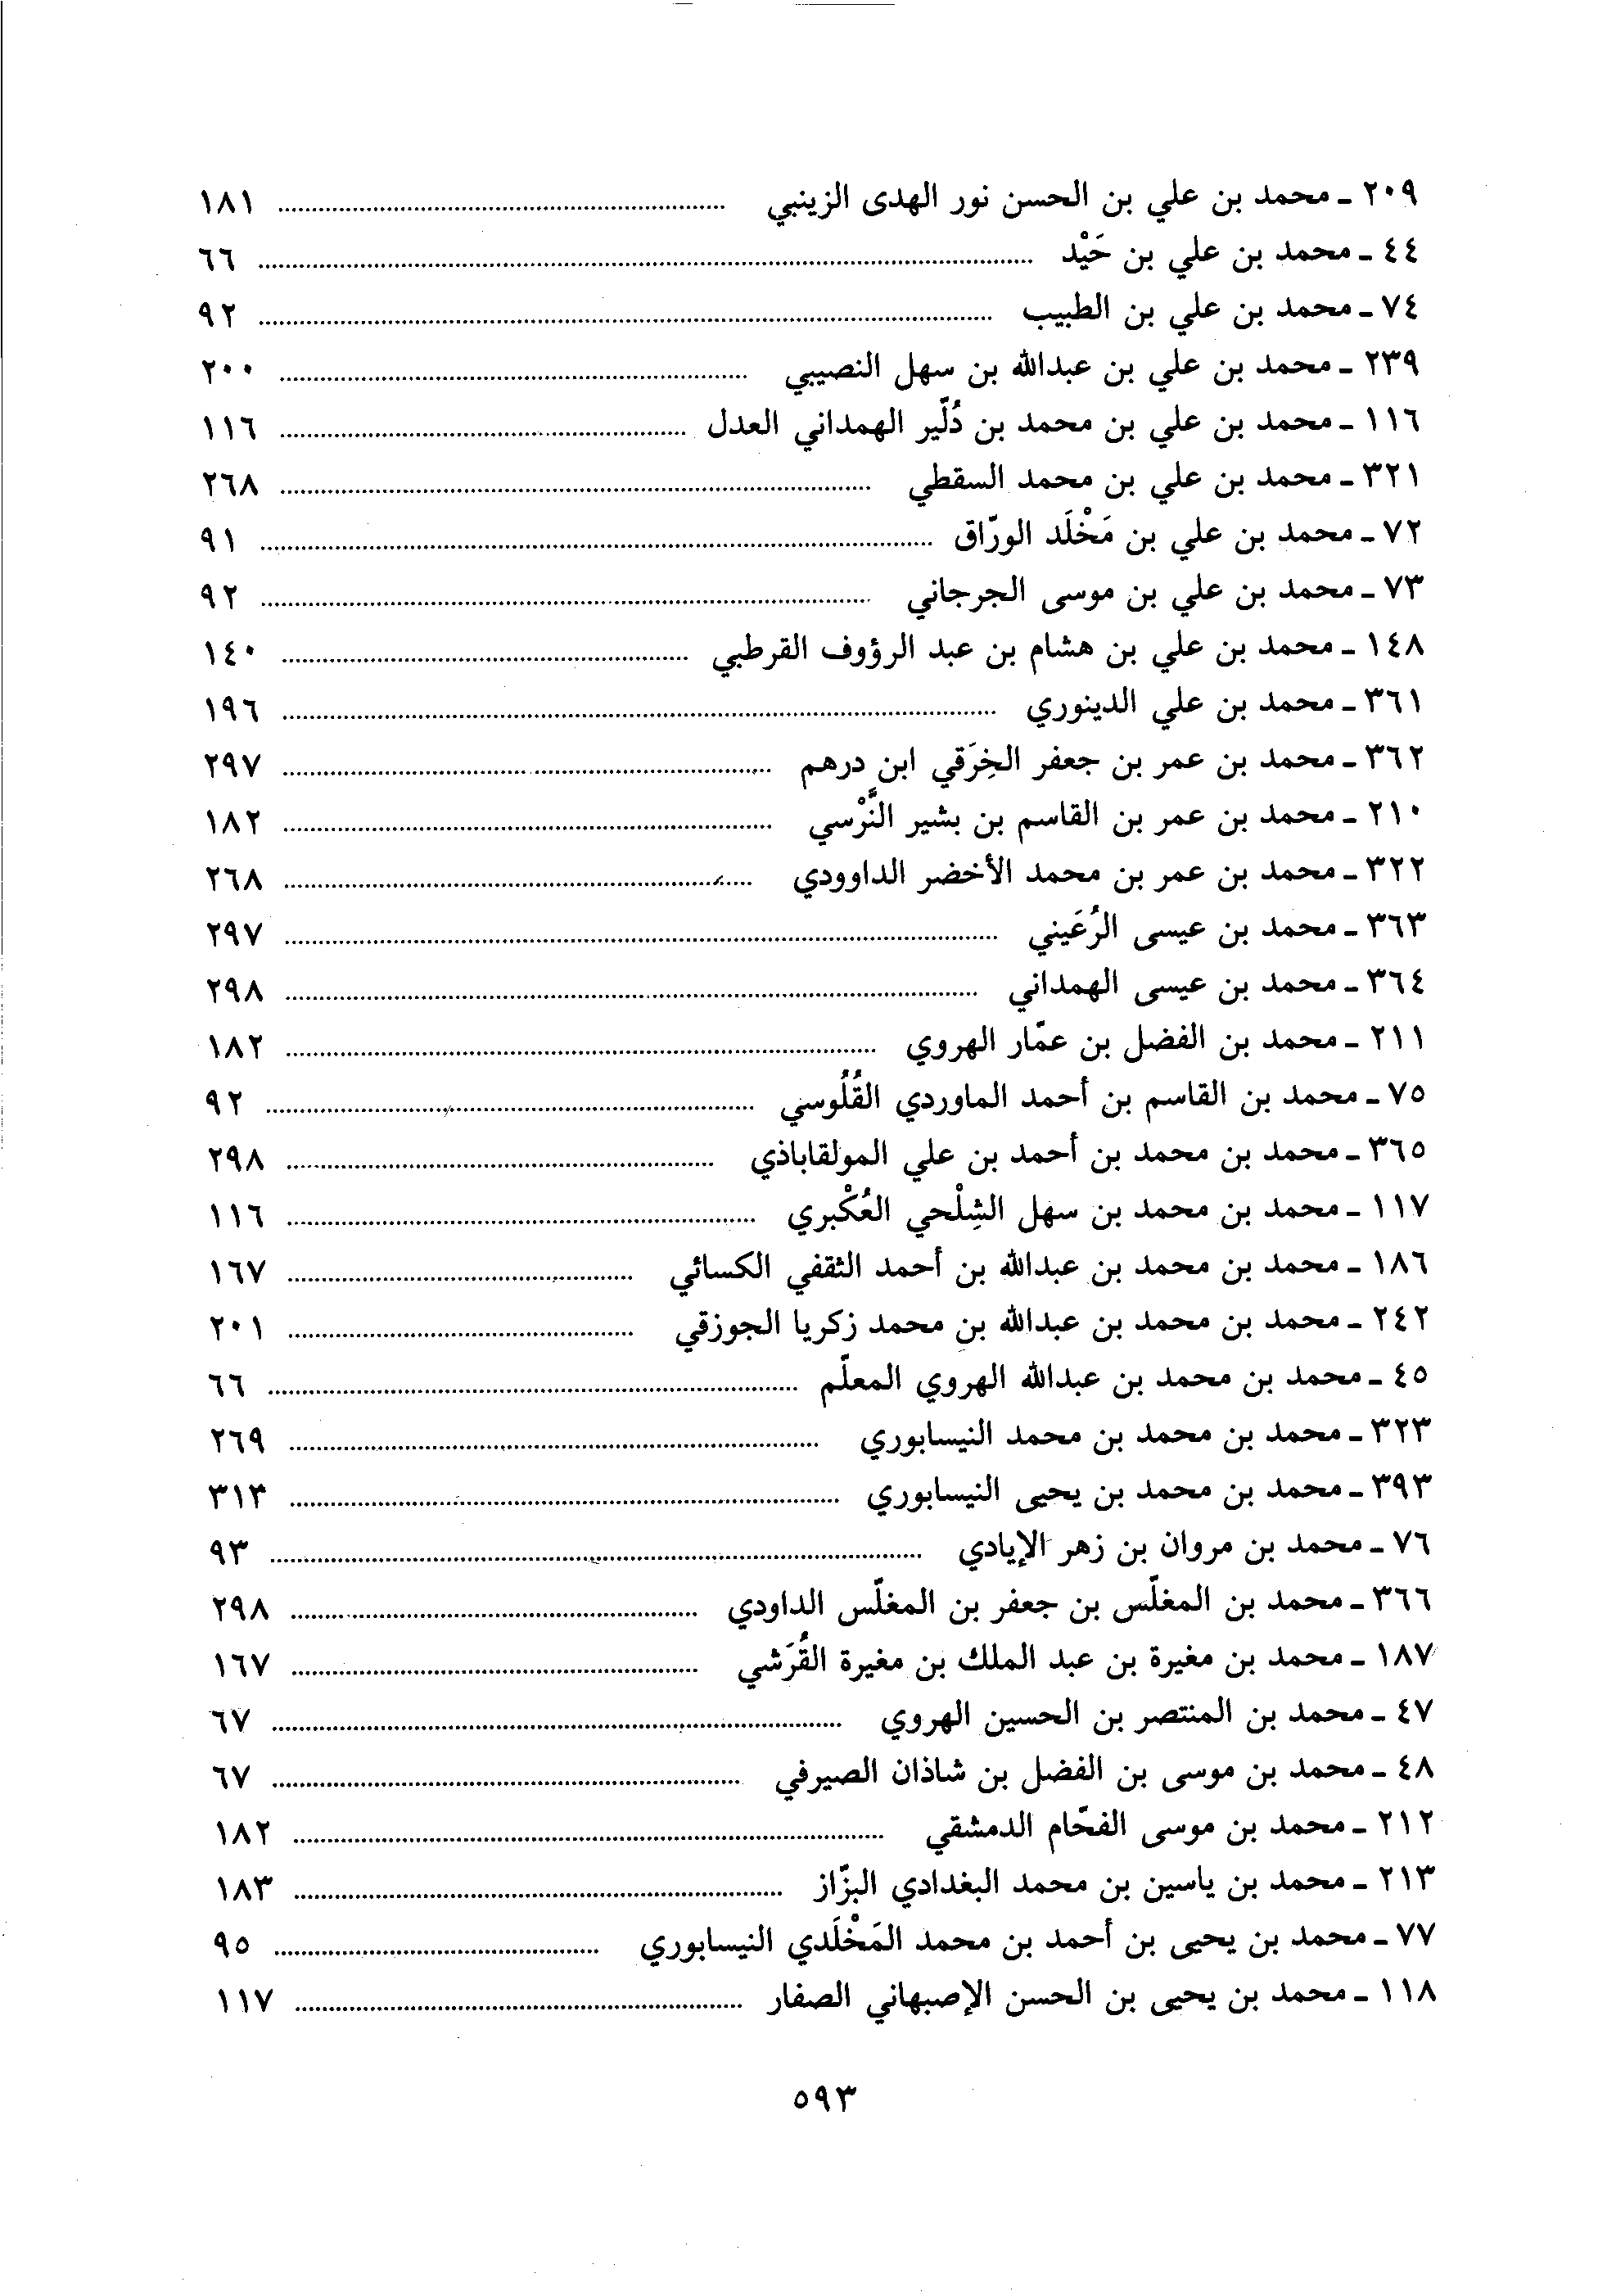 ٢٠٩ ـ محمد بن علي بن الحسن نور الهدى الزينبي ........ ١٨١
٤٤ ـ محمد بن علي بن حَيْد ........ ٦٦
٧٤ ـ محمد بن علي بن الطبيب ........ ٩٢
٢٣٩ ـ محمد بن علي بن عبدالله بن سهل النصيبي ........ ٢٠٠
١١٦ ـ محمد بن علي بن محمد بن دُلّير الهمداني العدل ........ ١١٦
٣٢١ ـ محمد بن علي بن محمد السقطي ........ ٢٦٨
٧٢ ـ محمد بن علي بن مَخْلَد الورّاق ........ ٩١
٧٣ ـ محمد بن علي بن موسى الجرجاني ........ ٩٢
١٤٨ ـ محمد بن علي بن هشام بن عبد الرؤوف القرطبي ........ ١٤٠
٣٦١ ـ محمد بن علي الدينوري ........ ١٩٦
٣٦٢ ـ محمد بن عمر بن جعفر الخِرَقي ابن درهم ........ ٢٩٧
٢١٠ ـ محمد بن عمر بن القاسم بن بشير النَّرْسي ........ ١٨٢
٣٢٢ ـ محمد بن عمر بن محمد الأخضر الداوودي ........ ٢٦٨
٣٦٣ ـ محمد بن عيسى الرُعَيني ........ ٢٩٧
٣٦٤ ـ محمد بن عيسى الهمداني ........ ٢٩٨
٢١١ ـ محمد بن الفضل بن عمّار الهروي ........ ١٨٢
٧٥ ـ محمد بن القاسم بن أحمد الماوردي القُلُوسي ........ ٩٢
٣٦٥ ـ محمد بن محمد بن أحمد بن علي المولقاباذي ........ ٢٩٨
١١٧ ـ محمد بن محمد بن سهل الشِلْحي العُكْبري ........ ١١٦
١٨٦ ـ محمد بن محمد بن عبدالله بن أحمد الثقفي الكسائي ........ ١٦٧
٢٤٢ ـ محمد بن محمد بن عبدالله بن محمد زكريا الجوزقي ........ ٢٠١
٤٥ ـ محمد بن محمد بن عبدالله الهروي المعلّم ........ ٦٦
٣٢٣ ـ محمد بن محمد بن محمد النيسابوري ........ ٢٦٩
٣٩٣ ـ محمد بن محمد بن يحيى النيسابوري ........ ٣١٣
٧٦ ـ محمد بن مروان بن زهر الإيادي ........ ٩٣
٣٦٦ ـ محمد بن المغلّس بن جعفر بن المغلّس الداودي ........ ٢٩٨
١٨٧ ـ محمد بن مغيرة بن عبد الملك بن مغيرة القُرَشي ........ ١٦٧
٤٧ ـ محمد بن المنتصر بن الحسين الهروي ........ ٦٧
٤٨ ـ محمد بن موسى بن الفضل بن شاذان الصيرفي ........ ٦٧
٢١٢ ـ محمد بن موسى الفحّام الدمشقي ........ ١٨٢
٢١٣ ـ محمد بن ياسين بن محمد البغدادي البزّاز ........ ١٨٣
٧٧ ـ محمد بن يحيى بن أحمد بن محمد المَخْلَدي النيسابوري ........ ٩٥
١١٨ ـ محمد بن يحيى بن الحسن الإصبهاني الصفار ........ ١١٧
٥٩٣